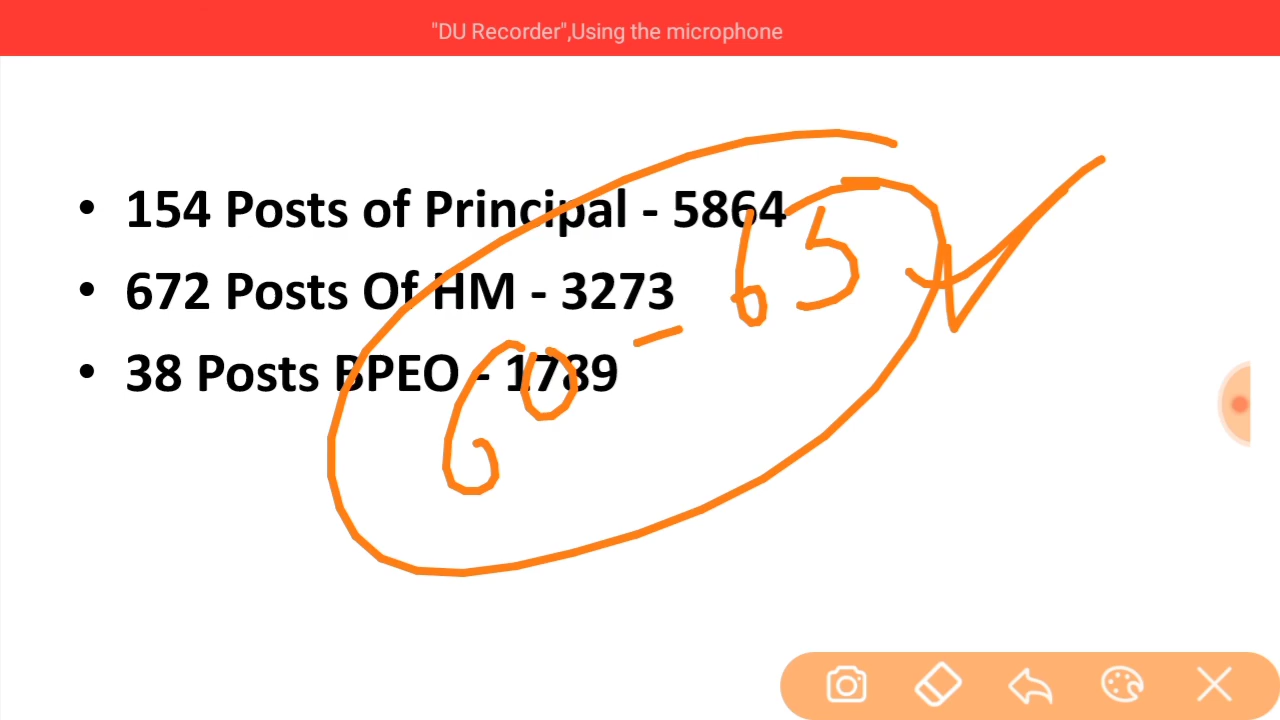 "DU Recorder",Using the microphone
• 154 Posts of Principal - 5864
• 672 Posts Of HM - 3273
• 38 Posts BPEO - 1789
60 - 65